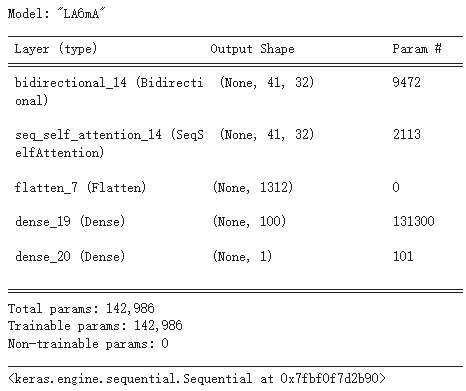 Model: "LA6mA"
Layer (type) Output Shape Param #
bidirectional_14 (Bidirecti (None, 41, 32) 9472
onal)
seq_self_attention_14 (SeqS (None, 41, 32) 2113
elfAttention)
flatten_7 (Flatten) (None, 1312) 0
dense_19 (Dense) (None, 100) 131300
dense_20 (Dense) (None, 1) 101
Total params: 142,986
Trainable params: 142,986
Non-trainable params: 0
<keras.engine.sequential.Sequential at 0x7fbf0f7d2b90>